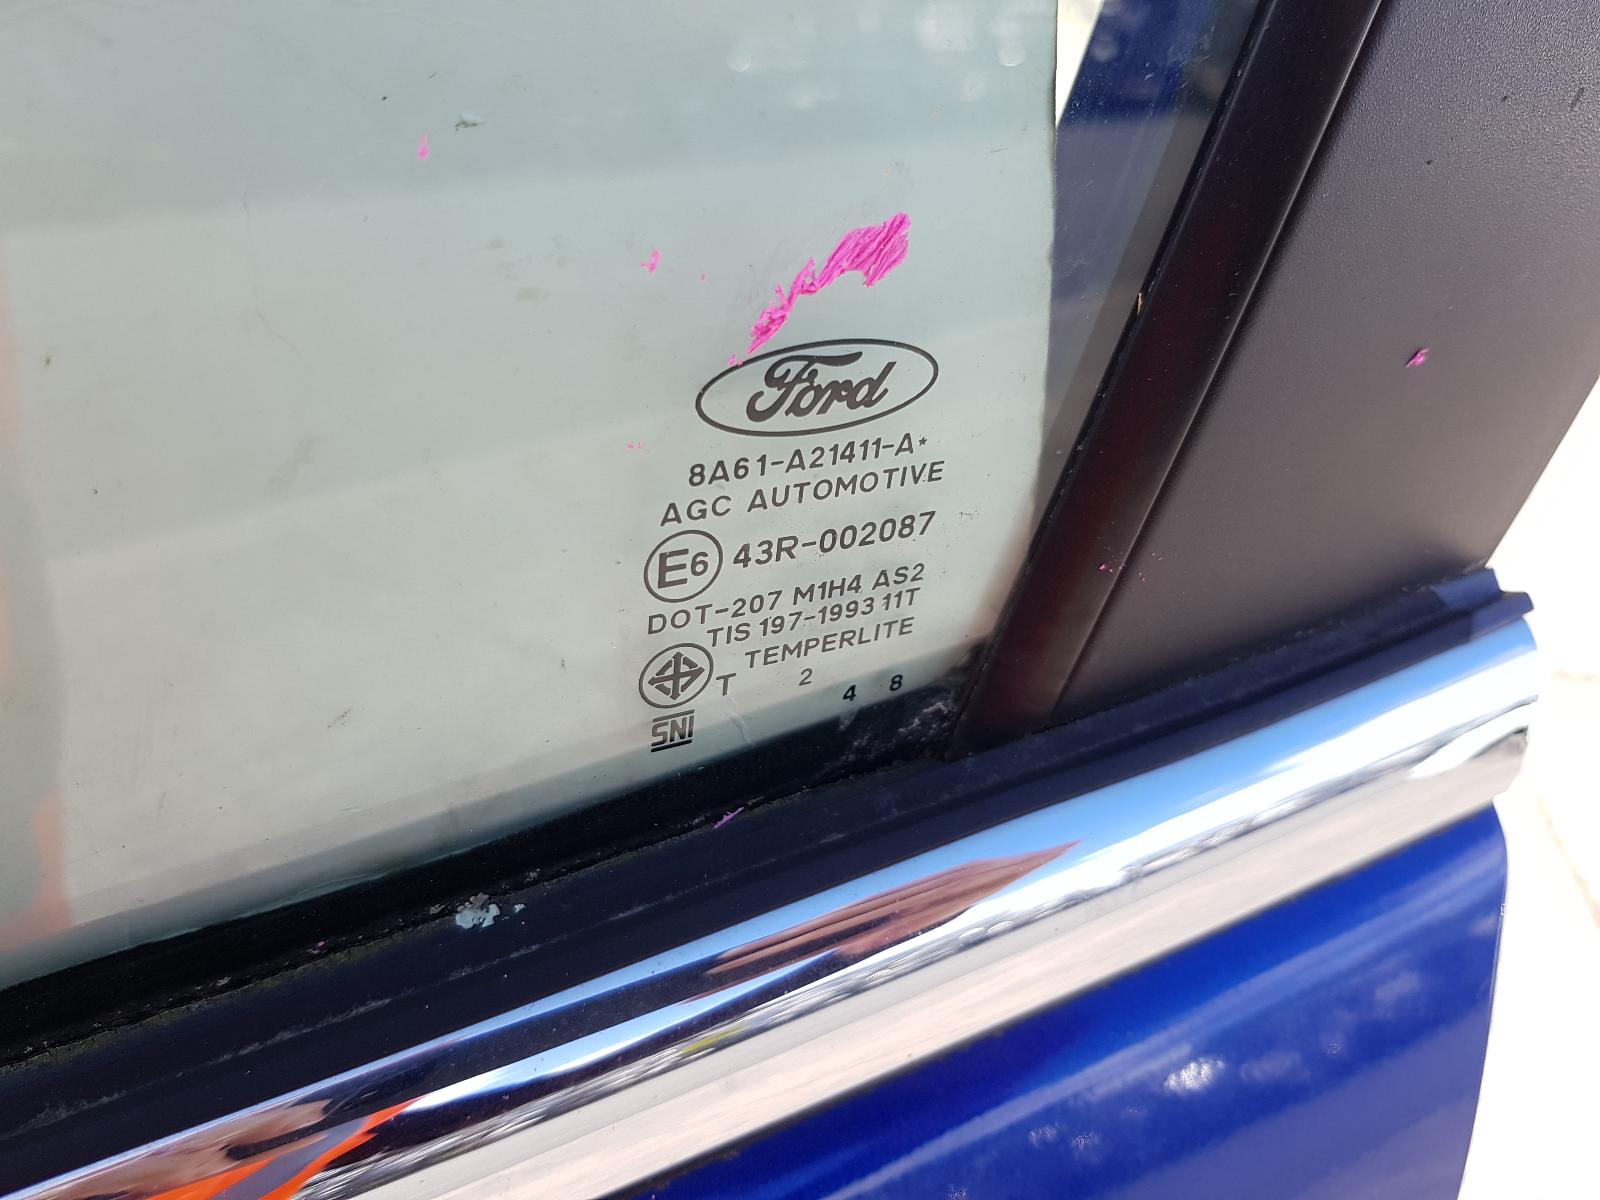 Ford
8A61-A21411-A*
AGC AUTOMOTIVE
E6 43R-002087
DOT-207 M1H4 AS2
TIS 197-1993 11T
TEMPERLITE
T 2 4 8
SNI